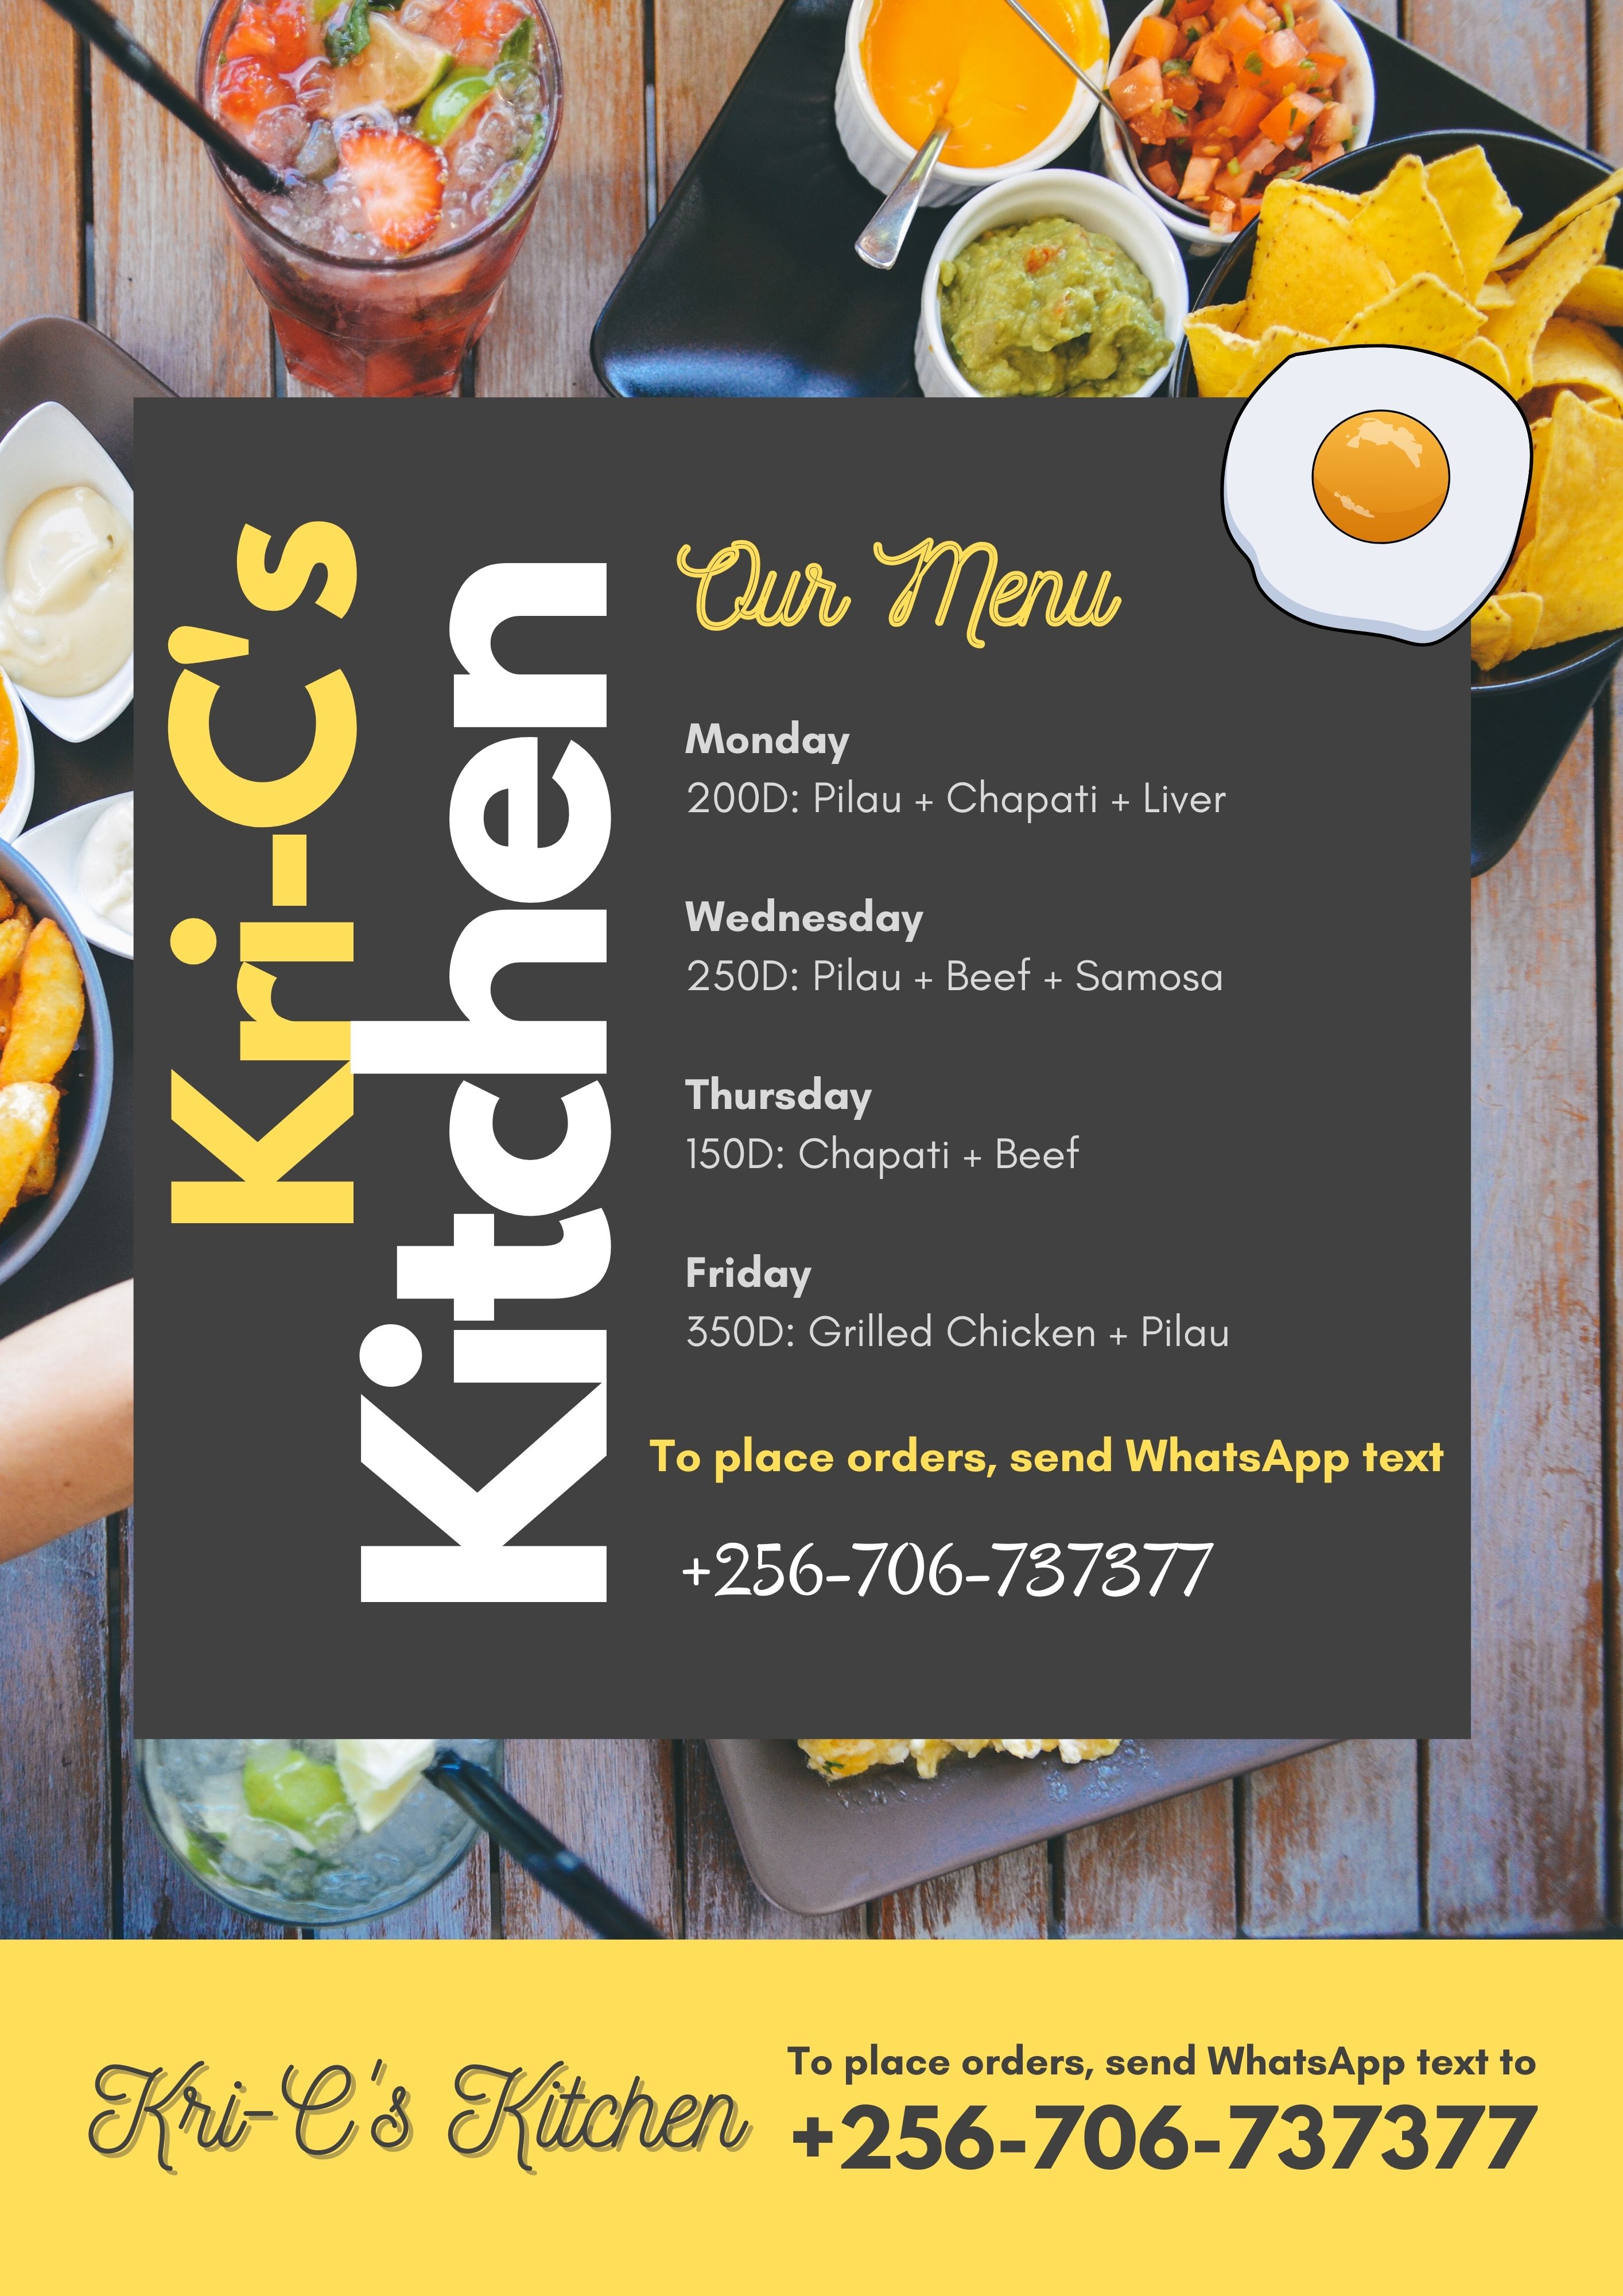 Kri-C's
Kitchen
Our Menu
Monday
200D: Pilau + Chapati + Liver
Wednesday
250D: Pilau + Beef + Samosa
Thursday
150D: Chapati + Beef
Friday
350D: Grilled Chicken + Pilau
To place orders, send WhatsApp text
+256-706-737377
Kri-C's Kitchen
To place orders, send WhatsApp text to
+256-706-737377